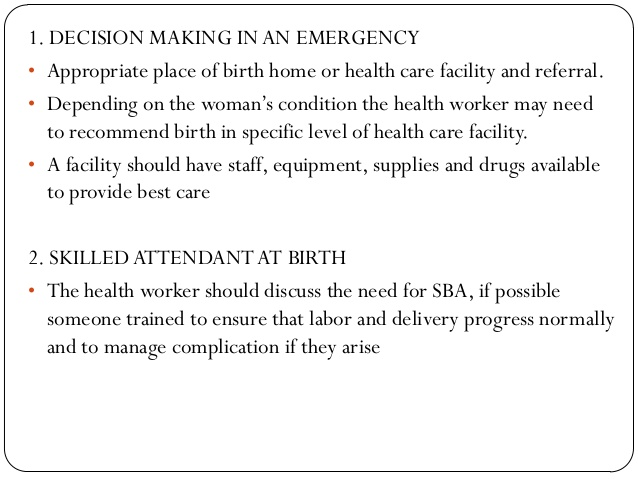 1. DECISION MAKING IN AN EMERGENCY
• Appropriate place of birth home or health care facility and referral.
• Depending on the woman's condition the health worker may need
to recommend birth in specific level of health care facility.
• A facility should have staff, equipment, supplies and drugs available
to provide best care
2. SKILLED ATTENDANT AT BIRTH
• The health worker should discuss the need for SBA, if possible
someone trained to ensure that labor and delivery progress normally
and to manage complication if they arise